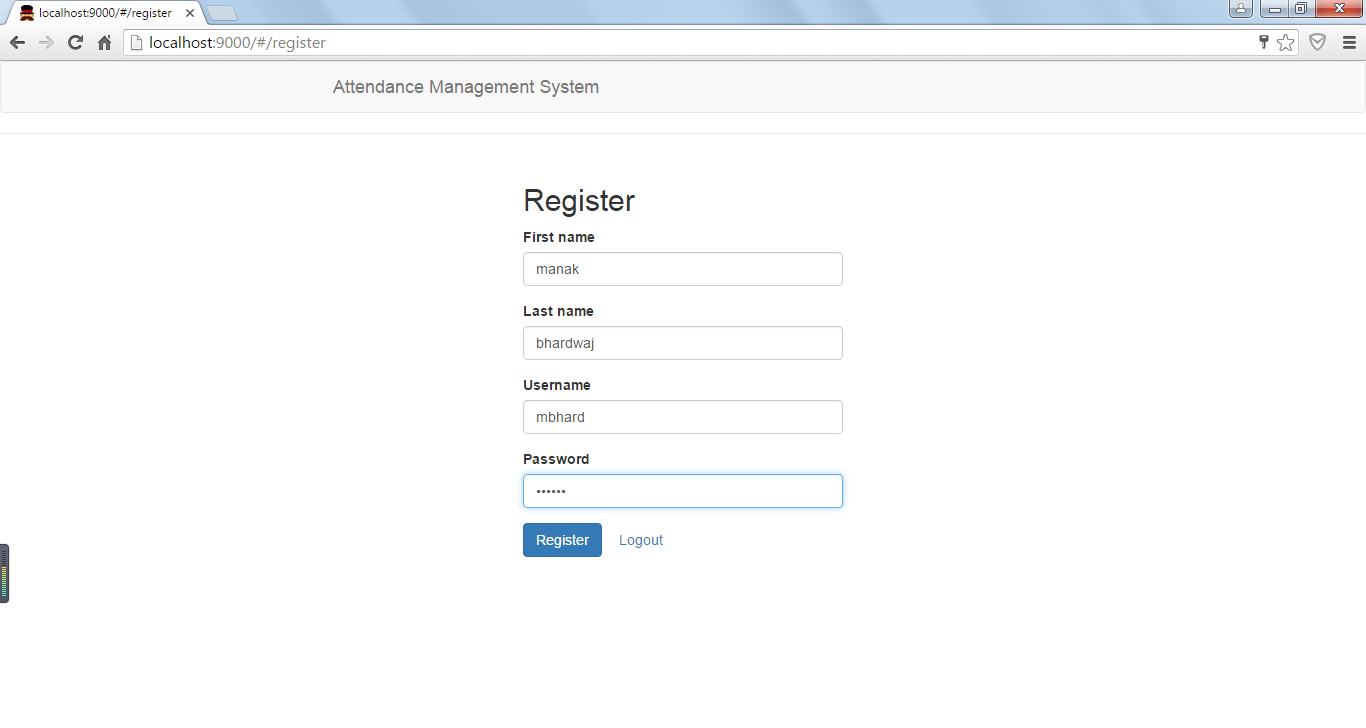 localhost:9000/#/register
localhost:9000/#/register
Attendance Management System
Register
First name
manak
Last name
bhardwaj
Username
mbhard
Password
••••••
Register Logout